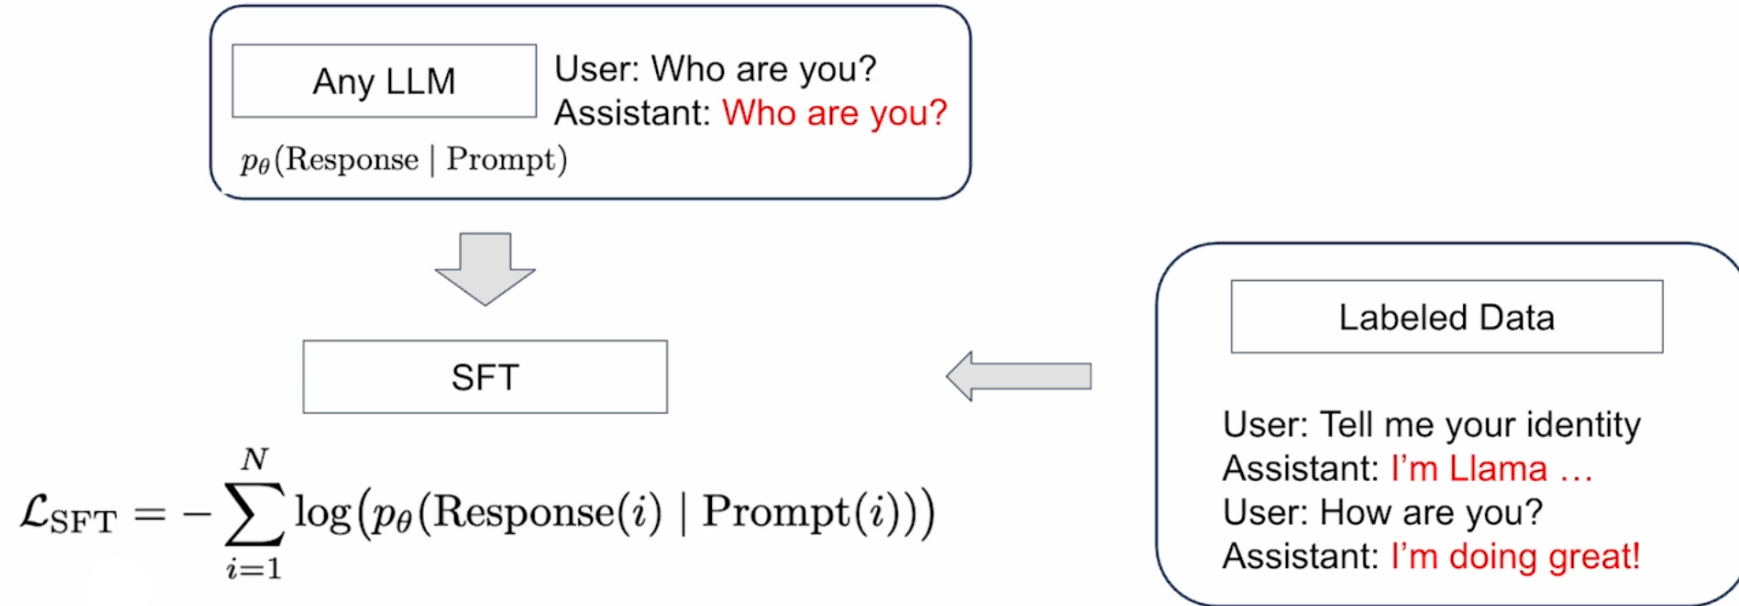 Any LLM
User: Who are you?
Assistant: Who are you?
pθ(Response | Prompt)
SFT
Labeled Data
User: Tell me your identity
Assistant: I'm Llama ...
User: How are you?
Assistant: I'm doing great!
ℒSFT = − ∑_{i=1}^{N} log(pθ(Response(i) | Prompt(i)))